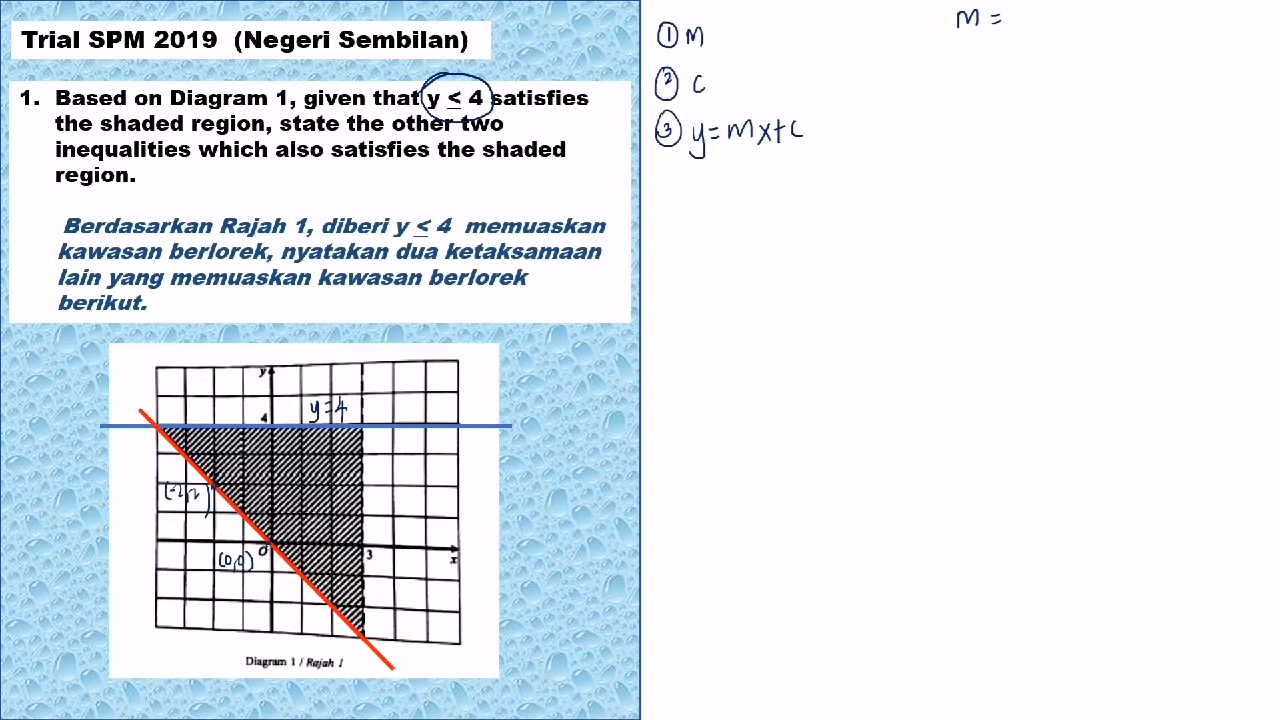 Trial SPM 2019 (Negeri Sembilan)
1. Based on Diagram 1, given that y ≤ 4 satisfies
the shaded region, state the other two
inequalities which also satisfies the shaded
region.
Berdasarkan Rajah 1, diberi y ≤ 4 memuaskan
kawasan berlorek, nyatakan dua ketaksamaan
lain yang memuaskan kawasan berlorek
berikut.
y
4
y=4
(-2,2)
(0,0)
O
3
x
Diagram 1 / Rajah 1
① m
② c
③ y=mx+c
m =